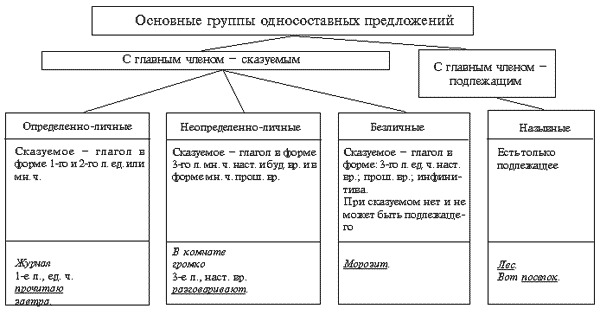 Основные группы односоставных предложений
С главным членом – сказуемым
С главным членом –
подлежащим
Определенно-личные
Сказуемое – глагол в
форме 1-го и 2-го л. ед. или
мн. ч.
Журнал
1-е л., ед. ч.
прочитаю
завтра.
Неопределенно-личные
Сказуемое – глагол в форме
3-го л. мн. ч. наст. и буд. вр. и в
форме мн. ч. прош. вр.
В комнате
громко
3-е л., наст. вр.
разговаривают.
Безличные
Сказуемое – глагол в
форме: 3-го л. ед. ч. наст.
вр.; прош. вр.; инфини-
тива.
При сказуемом нет и не
может быть подлежаще-
го
Морозит.
Назывные
Есть только
подлежащее
Лес.
Вот поселок.